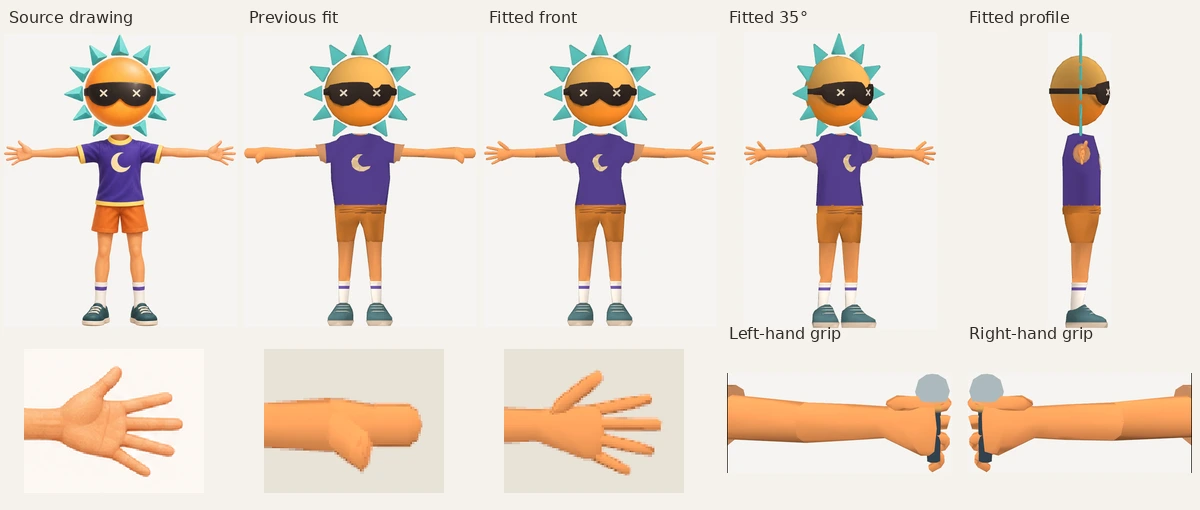 Source drawing
Previous fit
Fitted front
Fitted 35°
Fitted profile
Left-hand grip
Right-hand grip